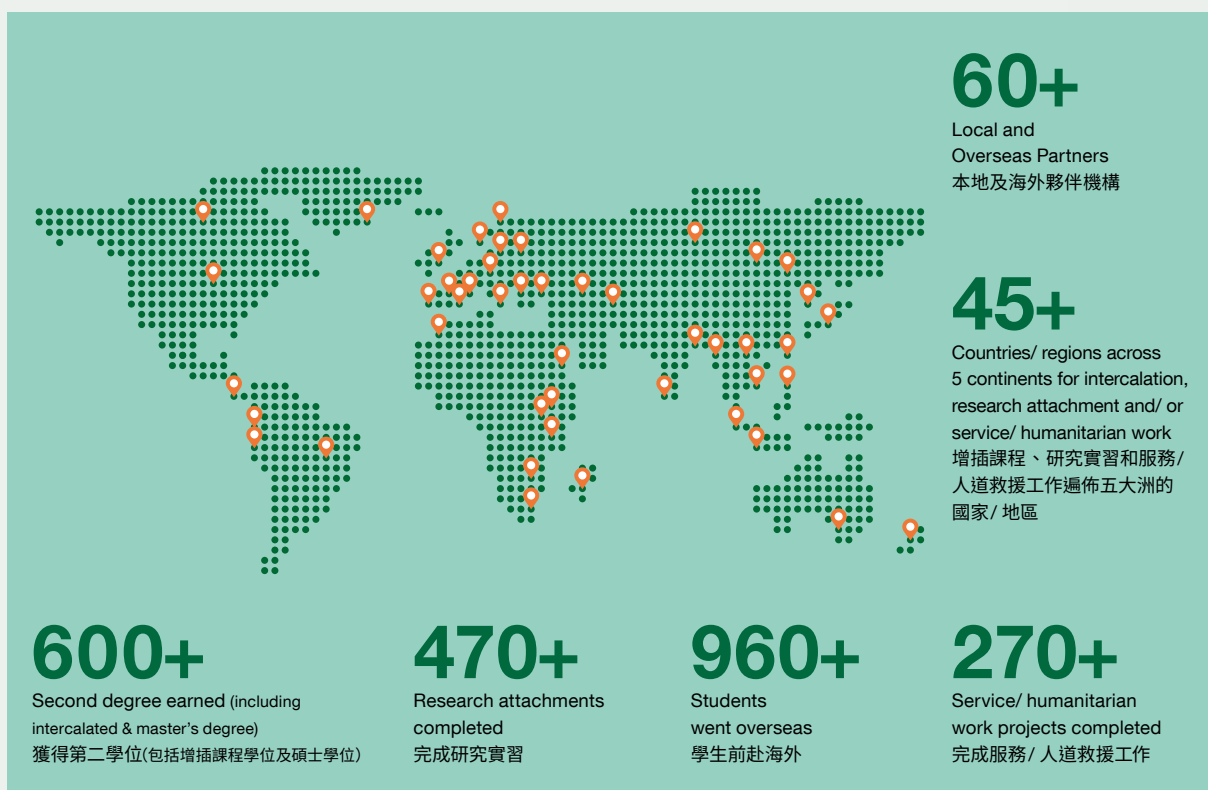 60+
Local and
Overseas Partners
本地及海外夥伴機構
45+
Countries/ regions across
5 continents for intercalation,
research attachment and/ or
service/ humanitarian work
增插課程、研究實習和服務/
人道救援工作遍佈五大洲的
國家/ 地區
600+
Second degree earned (including
intercalated & master’s degree)
獲得第二學位(包括增插課程學位及碩士學位)
470+
Research attachments
completed
完成研究實習
960+
Students
went overseas
學生前赴海外
270+
Service/ humanitarian
work projects completed
完成服務/ 人道救援工作